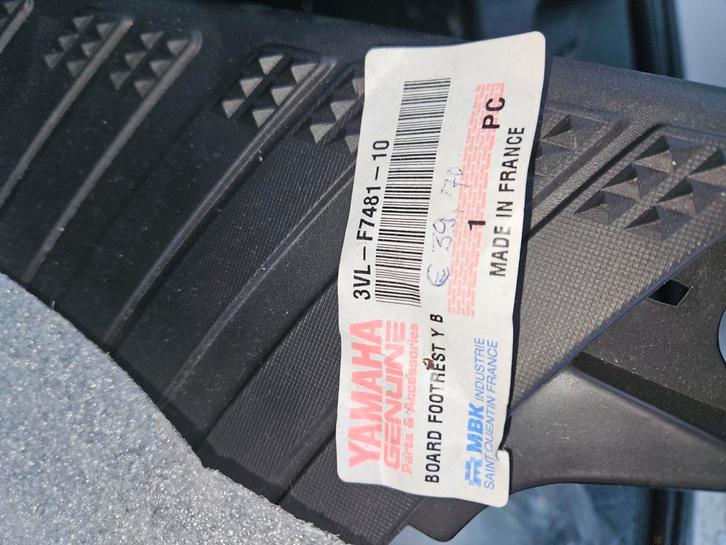 YAMAHA
GENUINE
Parts & Accessories
3VL-F7481-10
BOARD FOOTREST Y B
€ 39,70
1 PC
MBK INDUSTRIE
SAINT QUENTIN FRANCE
MADE IN FRANCE